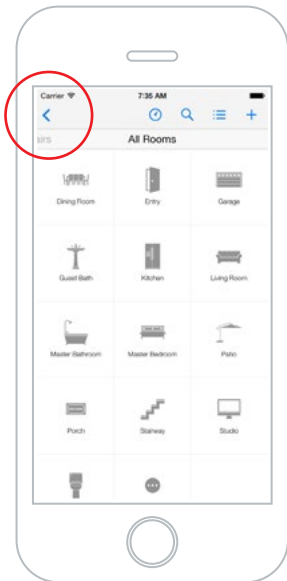 Carrier 7:35 AM
airs All Rooms
Dining Room Entry Garage
Guest Bath Kitchen Living Room
Master Bathroom Master Bedroom Patio
Porch Stairway Studio